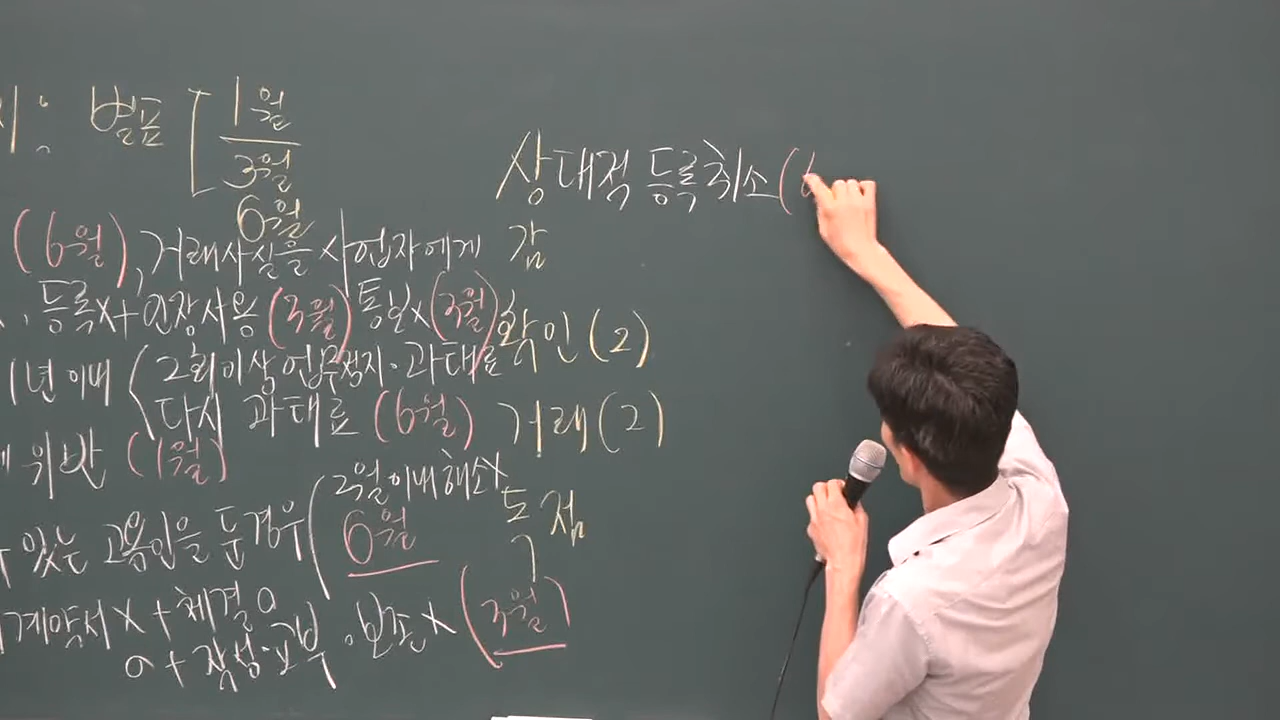 : 별표 [ 1월
3월
6월
(6월), 거래사실을 사업자에게
등록x + 인장사용 (3월) 통보x (3월)
1년 이내 2회이상 업무정지·과태료
다시 과태료 (6월)
위반 (1월)
있는 고용인을 둔경우 ( 2월이내해소x
6월
계약서 x + 체결 o
o + 작성·교부·보존 x (3월)
상대적 등록취소 (6
감
확인 (2)
거래 (2)